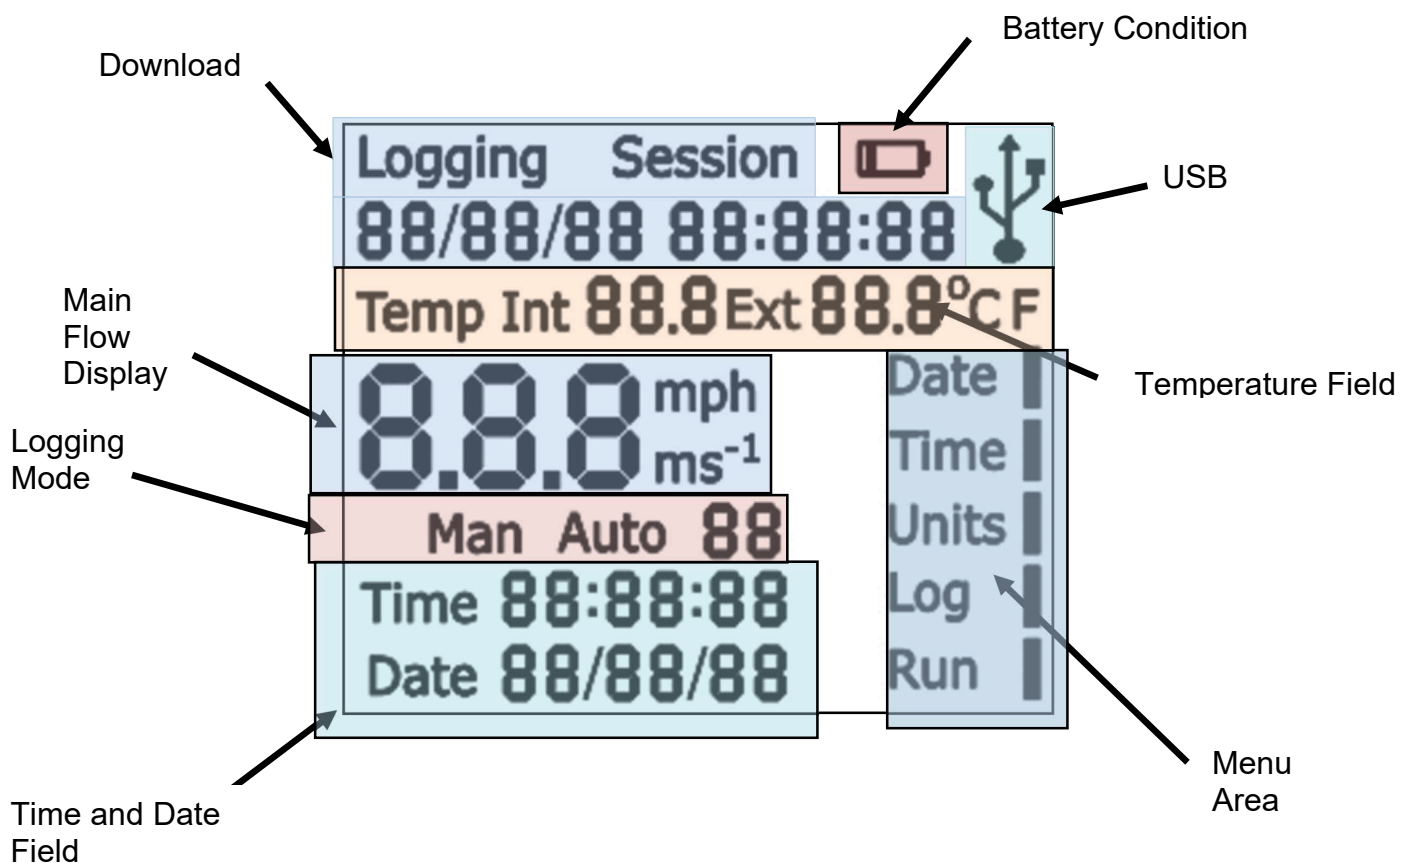 Battery Condition
Download
Logging Session
USB
88/88/88 88:88:88
Temp Int 88.8 Ext 88.8 °C F
Main
Flow
Display
8.8.8 mph
ms⁻¹
Date
Time
Units
Log
Run
Temperature Field
Logging
Mode
Man Auto 88
Time 88:88:88
Date 88/88/88
Menu
Area
Time and Date
Field